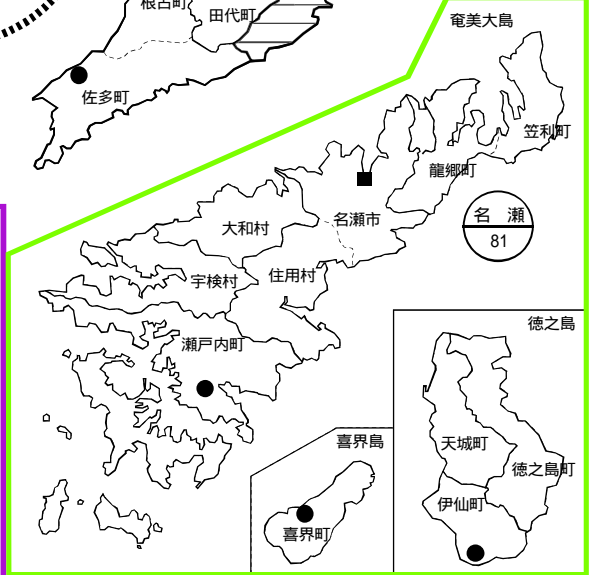 根占町
田代町
佐多町
奄美大島
笠利町
龍郷町
名瀬市
名 瀬
81
大和村
住用村
宇検村
瀬戸内町
徳之島
天城町
徳之島町
伊仙町
喜界島
喜界町